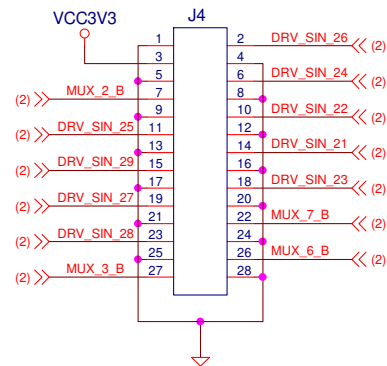 VCC3V3 J4
1 2 DRV_SIN_26 (2)
3 4
5 6 DRV_SIN_24 (2)
(2) MUX_2_B 7 8
9 10 DRV_SIN_22 (2)
(2) DRV_SIN_25 11 12
13 14 DRV_SIN_21 (2)
(2) DRV_SIN_29 15 16
17 18 DRV_SIN_23 (2)
(2) DRV_SIN_27 19 20
21 22 MUX_7_B (2)
(2) DRV_SIN_28 23 24
25 26 MUX_6_B (2)
(2) MUX_3_B 27 28